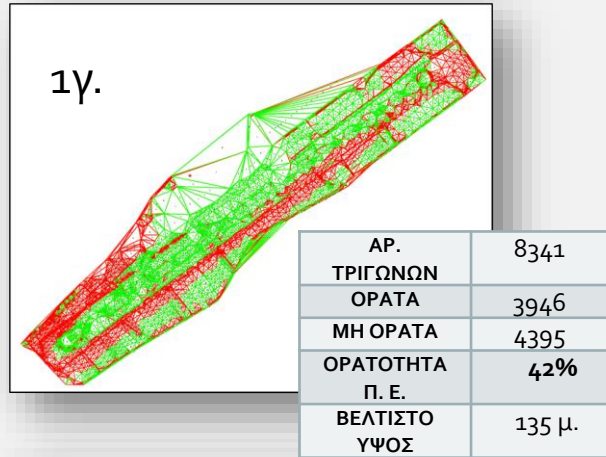 1γ.
ΑΡ. ΤΡΙΓΩΝΩΝ 8341
ΟΡΑΤΑ 3946
ΜΗ ΟΡΑΤΑ 4395
ΟΡΑΤΟΤΗΤΑ Π. Ε. 42%
ΒΕΛΤΙΣΤΟ ΥΨΟΣ 135 μ.